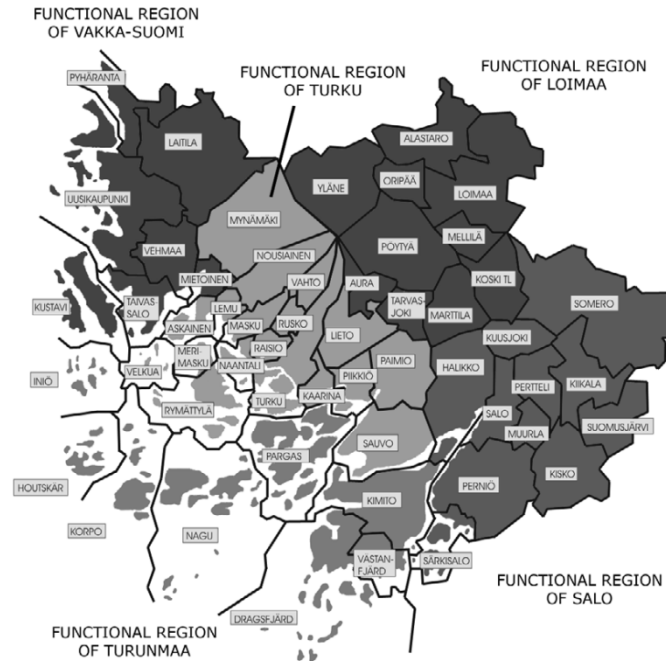 FUNCTIONAL REGION
OF VAKKA-SUOMI
FUNCTIONAL REGION
OF TURKU
FUNCTIONAL REGION
OF LOIMAA
PYHÄRANTA
LAITILA
ALASTARO
YLÄNE
ORIPÄÄ
LOIMAA
UUSIKAUPUNKI
MYNÄMÄKI
MELLILÄ
VEHMAA
NOUSIAINEN
PÖYTYÄ
MIETOINEN
VAHTO
AURA
KOSKI TL
KUSTAVI
TAIVAS-
SALO
LEMU
TARVAS-
JOKI
MARTTILA
SOMERO
ASKAINEN
MASKU
RUSKO
LIETO
KUUSJOKI
MERI-
MASKU
RAISIO
PAIMIO
HALIKKO
INIÖ
VELKUA
NAANTALI
PIIKKIÖ
PERTTELI
KIIKALA
RYMÄTTYLÄ
TURKU
KAARINA
SALO
MUURLA
SUOMUSJÄRVI
SAUVO
PARGAS
KISKO
HOUTSKÄR
PERNIÖ
KIMITO
KORPO
NAGU
VÄSTAN-
FJÄRD
SÄRKISALO
FUNCTIONAL REGION
OF SALO
DRAGSFJÄRD
FUNCTIONAL REGION
OF TURUNMAA